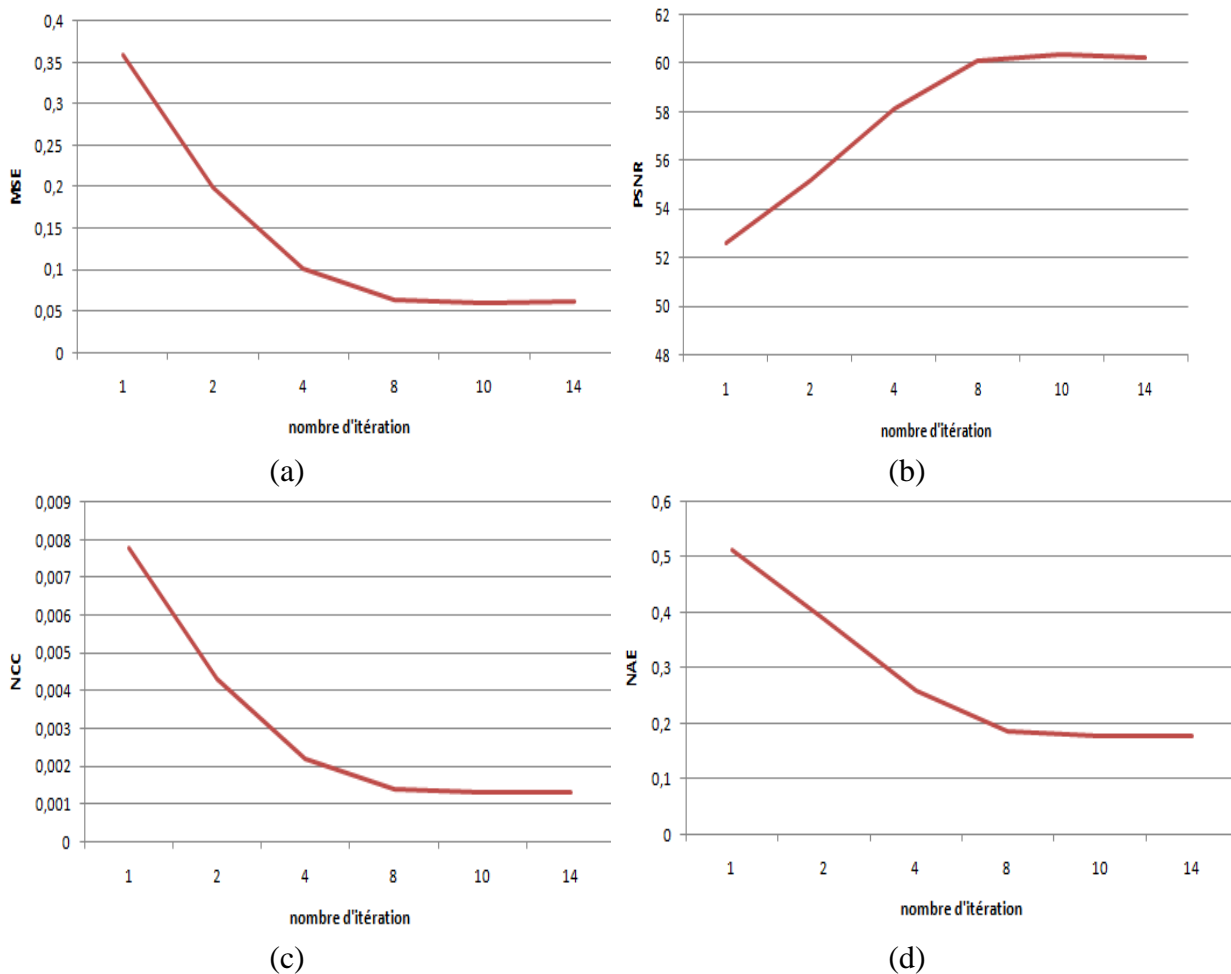 0,4
0,35
0,3
0,25
0,2
0,15
0,1
0,05
0
MSE
1 2 4 8 10 14
nombre d'itération
(a)
62
60
58
56
54
52
50
48
PSNR
1 2 4 8 10 14
nombre d'itération
(b)
0,009
0,008
0,007
0,006
0,005
0,004
0,003
0,002
0,001
0
NCC
1 2 4 8 10 14
nombre d'itération
(c)
0,6
0,5
0,4
0,3
0,2
0,1
0
NAE
1 2 4 8 10 14
nombre d'itération
(d)